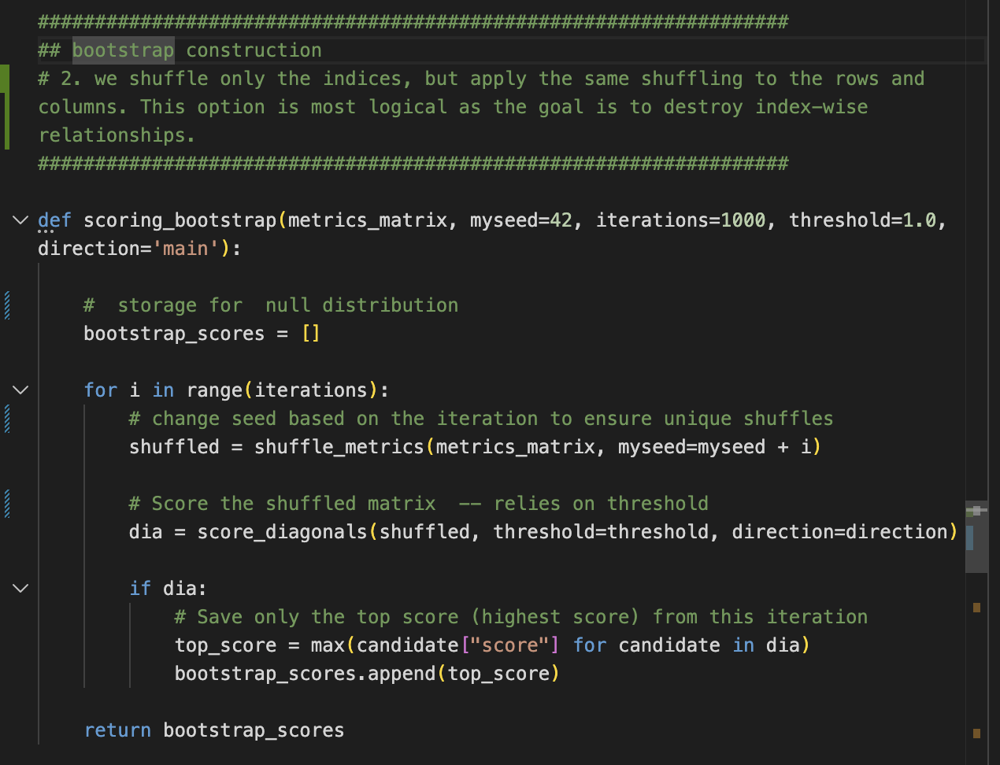 ##################################################################
## bootstrap construction
# 2. we shuffle only the indices, but apply the same shuffling to the rows and
columns. This option is most logical as the goal is to destroy index-wise
relationships.
##################################################################
def scoring_bootstrap(metrics_matrix, myseed=42, iterations=1000, threshold=1.0,
direction='main'):
#  storage for  null distribution
bootstrap_scores = []
for i in range(iterations):
# change seed based on the iteration to ensure unique shuffles
shuffled = shuffle_metrics(metrics_matrix, myseed=myseed + i)
# Score the shuffled matrix  -- relies on threshold
dia = score_diagonals(shuffled, threshold=threshold, direction=direction)
if dia:
# Save only the top score (highest score) from this iteration
top_score = max(candidate["score"] for candidate in dia)
bootstrap_scores.append(top_score)
return bootstrap_scores